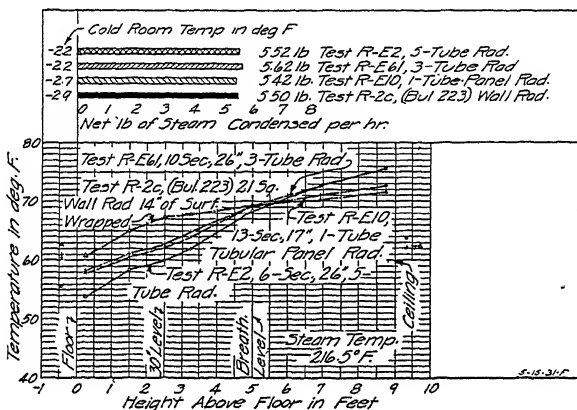 Cold Room Temp in deg F
-22 5.52 lb Test R-E2, 5-Tube Rad.
-22 5.62 lb Test R-E61, 3-Tube Rad
-27 5.42 lb. Test R-E10, 1-Tube-Panel Rad.
-29 5.50 lb. Test R-2c, (Bul 223) Wall Rad.
0 1 2 3 4 5 6 7 8
Net lb of Steam Condensed per hr.
80
Test R-E61, 10 Sec, 26", 3-Tube Rad
Test R-2c, (Bul. 223) 21 Sq.
Wall Rad 14' of Surf.
Wrapped
70
Test R-E10,
13-Sec, 17", 1-Tube
Tubular Panel Rad.
60
Test R-E2, 6-Sec, 26", 5-
Tube Rad.
50
Floor
30" Level
Breath.
Level
Steam Temp.
216.5° F.
Ceiling
40
5-15-31-F
-1 0 1 2 3 4 5 6 7 8 9 10
Height Above Floor in Feet
Temperature in deg. F.